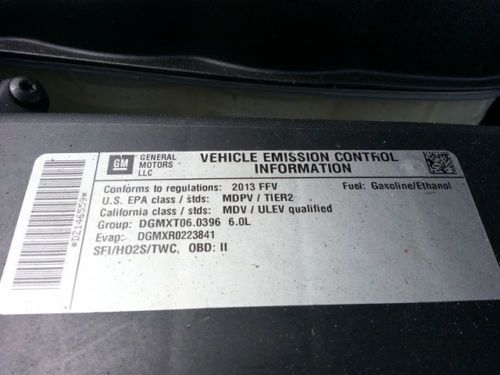 GM GENERAL MOTORS LLC
VEHICLE EMISSION CONTROL INFORMATION
Conforms to regulations: 2013 FFV Fuel: Gasoline/Ethanol
U.S. EPA class / stds: MDPV / TIER2
California class / stds: MDV / ULEV qualified
Group: DGMXT06.0396 6.0L
Evap: DGMXR0223841
SFI/HO2S/TWC, OBD: II
*DZ146559*